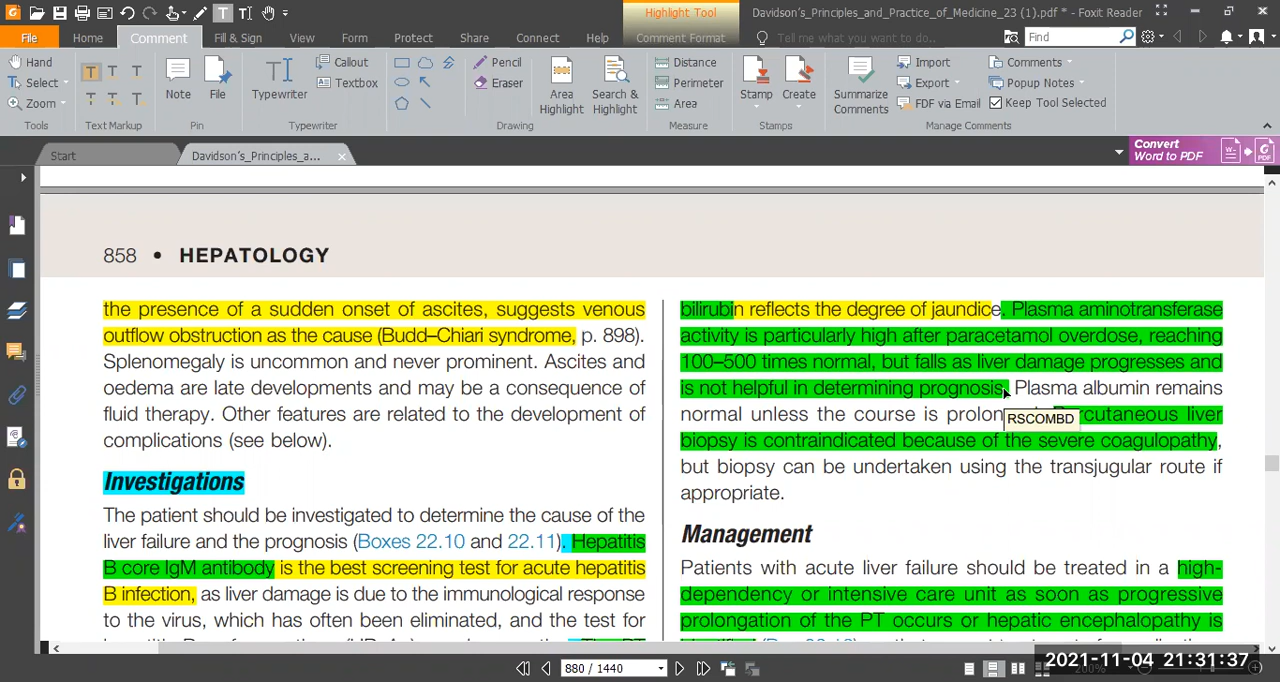 Highlight Tool
Davidson's_Principles_and_Practice_of_Medicine_23 (1).pdf * - Foxit Reader
File Home Comment Fill & Sign View Form Protect Share Connect Help Comment Format Tell me what you want to do.. Find
Hand
Select
Zoom
Tools
Text Markup
Note
File
Pin
Typewriter
Callout
Textbox
Typewriter
Pencil
Eraser
Drawing
Area Highlight
Search & Highlight
Distance
Perimeter
Area
Measure
Stamp
Create
Stamps
Summarize Comments
Import
Export
FDF via Email
Comments
Popup Notes
Keep Tool Selected
Manage Comments
Start
Davidson's_Principles_a...
Convert
Word to PDF
858 • HEPATOLOGY
the presence of a sudden onset of ascites, suggests venous
outflow obstruction as the cause (Budd–Chiari syndrome, p. 898).
Splenomegaly is uncommon and never prominent. Ascites and
oedema are late developments and may be a consequence of
fluid therapy. Other features are related to the development of
complications (see below).
Investigations
The patient should be investigated to determine the cause of the
liver failure and the prognosis (Boxes 22.10 and 22.11). Hepatitis
B core IgM antibody is the best screening test for acute hepatitis
B infection, as liver damage is due to the immunological response
to the virus, which has often been eliminated, and the test for
bilirubin reflects the degree of jaundice. Plasma aminotransferase
activity is particularly high after paracetamol overdose, reaching
100–500 times normal, but falls as liver damage progresses and
is not helpful in determining prognosis. Plasma albumin remains
normal unless the course is
RSCOMBD
liver
biopsy is contraindicated because of the severe coagulopathy,
but biopsy can be undertaken using the transjugular route if
appropriate.
Management
Patients with acute liver failure should be treated in a high-
dependency or intensive care unit as soon as progressive
prolongation of the PT occurs or hepatic encephalopathy is
880 / 1440
2021-11-04 21:31:37